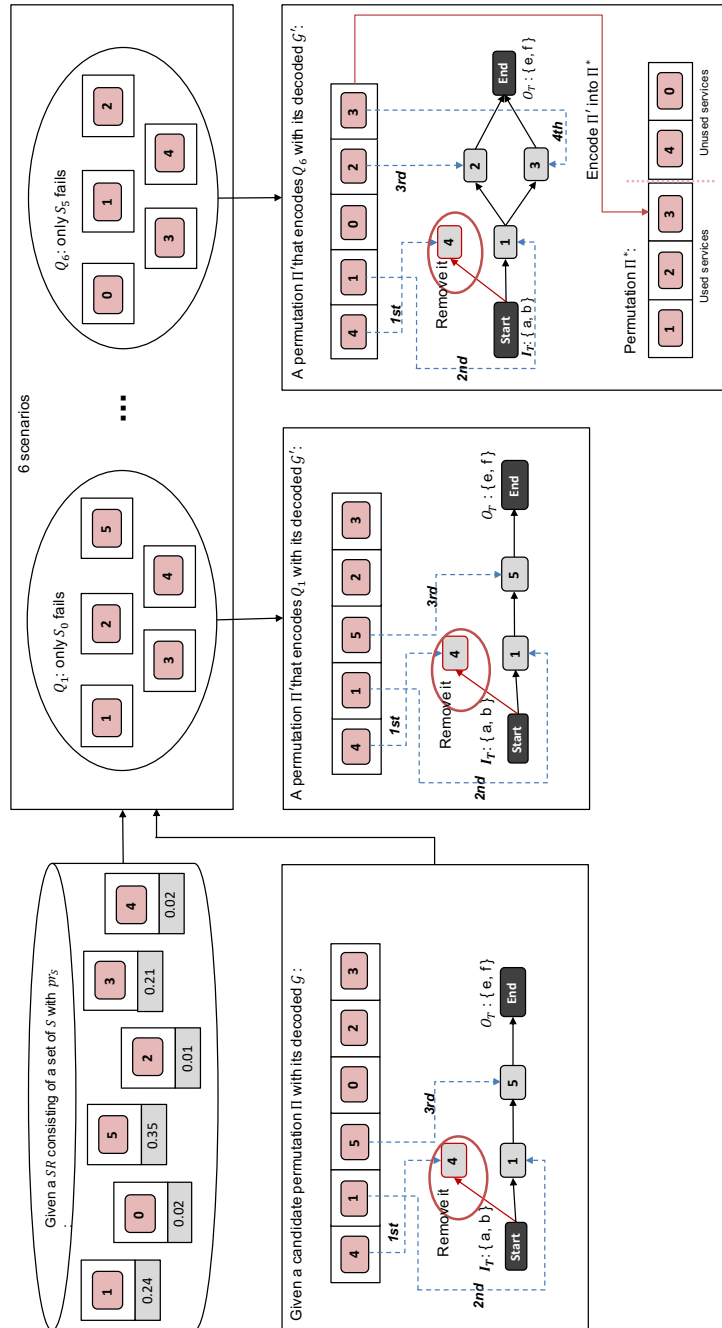 Given a SR consisting of a set of S with prₛ
:
1
0.24
0
0.02
5
0.35
2
0.01
3
0.21
4
0.02
6 scenarios
Q₁: only S₀ fails
1
2
5
3
4
...
Q₆: only S₅ fails
0
1
2
3
4
Given a candidate permutation Π with its decoded 𝒢 :
4
1
5
0
2
3
1st
2nd
3rd
Remove it
4
I_T: {a, b}
Start
1
5
End
O_T : { e, f}
A permutation Π′ that encodes Q₁ with its decoded 𝒢′:
4
1
5
2
3
1st
2nd
3rd
Remove it
4
I_T: { a, b }
Start
1
5
End
O_T : { e, f}
A permutation Π′ that encodes Q₆ with its decoded 𝒢′:
4
1
0
2
3
1st
2nd
3rd
4th
Remove it
4
Start
I_T: { a, b }
1
2
3
End
O_T : { e, f}
Encode Π′ into Π*
Permutation Π*:
1
2
3
4
0
Used services
Unused services